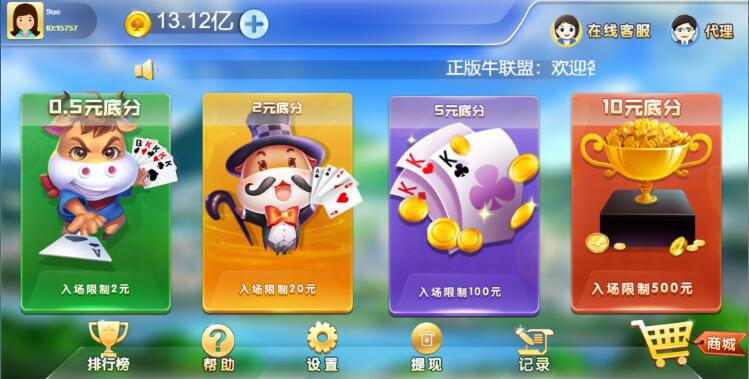 9ue
ID:15757
13.12亿
在线客服
代理
正版牛联盟：欢迎各
0.5元底分
2元底分
5元底分
10元底分
入场限制2元
入场限制20元
入场限制100元
入场限制500元
排行榜
帮助
设置
提现
记录
商城